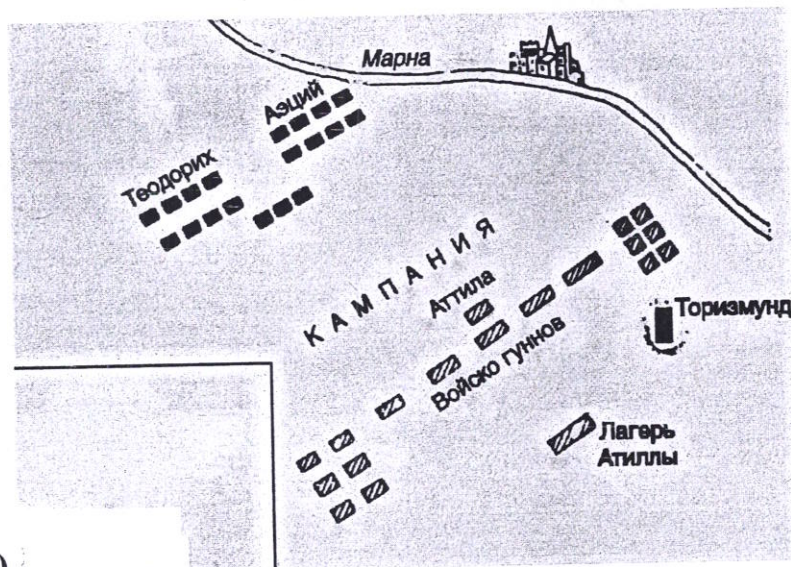 Марна
Аэций
Теодорих
КАМПАНИЯ
Аттила
Войско гуннов
Торизмунд
Лагерь
Атиллы
)